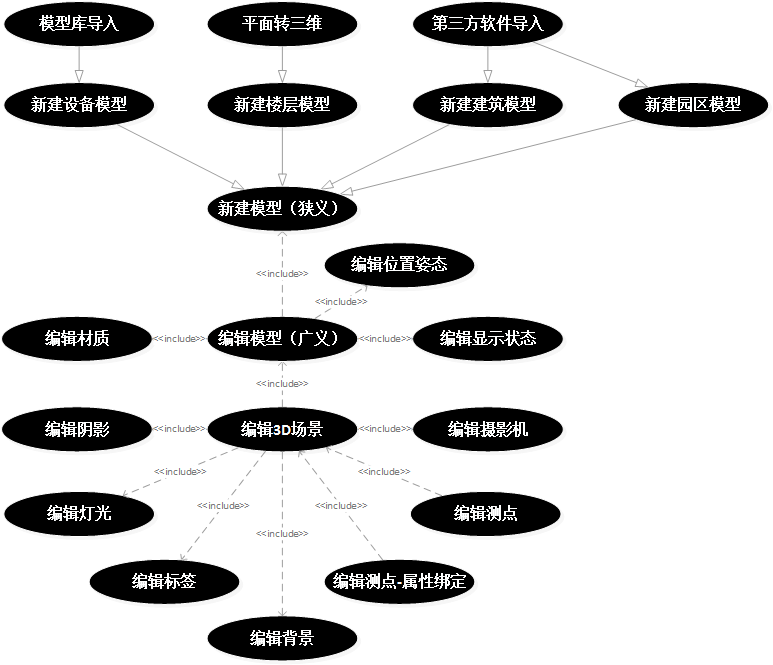 模型库导入
平面转三维
第三方软件导入
新建设备模型
新建楼层模型
新建建筑模型
新建园区模型
新建模型（狭义）
编辑位置姿态
<<include>>
<<include>>
编辑材质
<<include>>
编辑模型（广义）
<<include>>
编辑显示状态
<<include>>
编辑阴影
<<include>>
编辑3D场景
<<include>>
编辑摄影机
<<include>>
<<include>>
编辑灯光
<<include>>
<<include>>
编辑测点
<<include>>
编辑标签
编辑测点-属性绑定
编辑背景